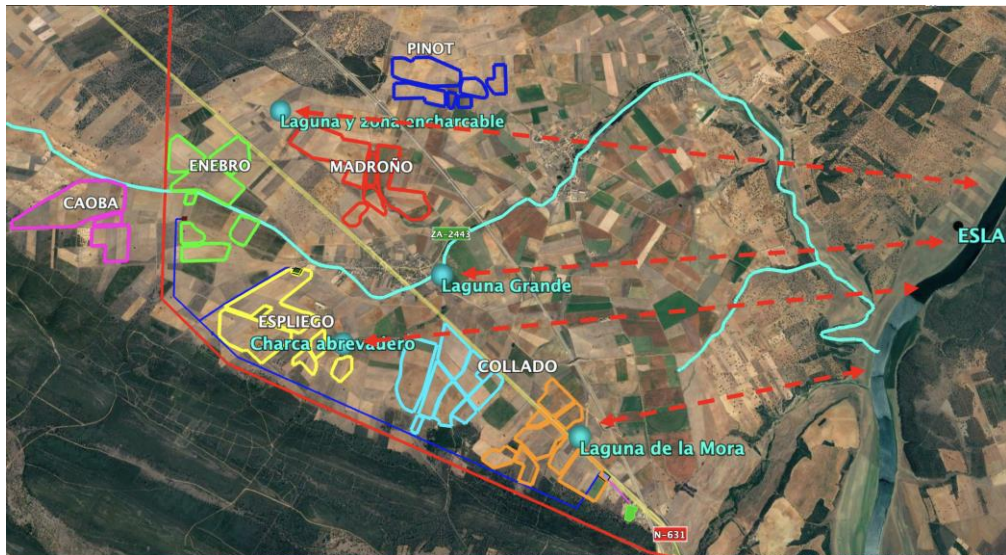 PINOT
Laguna y zona encharcable
ENEBRO
MADROÑO
CAOBA
ZA-2443
ESLA
Laguna Grande
ESPLIEGO
Charca abrevadero
COLLADO
Laguna de la Mora
N-631